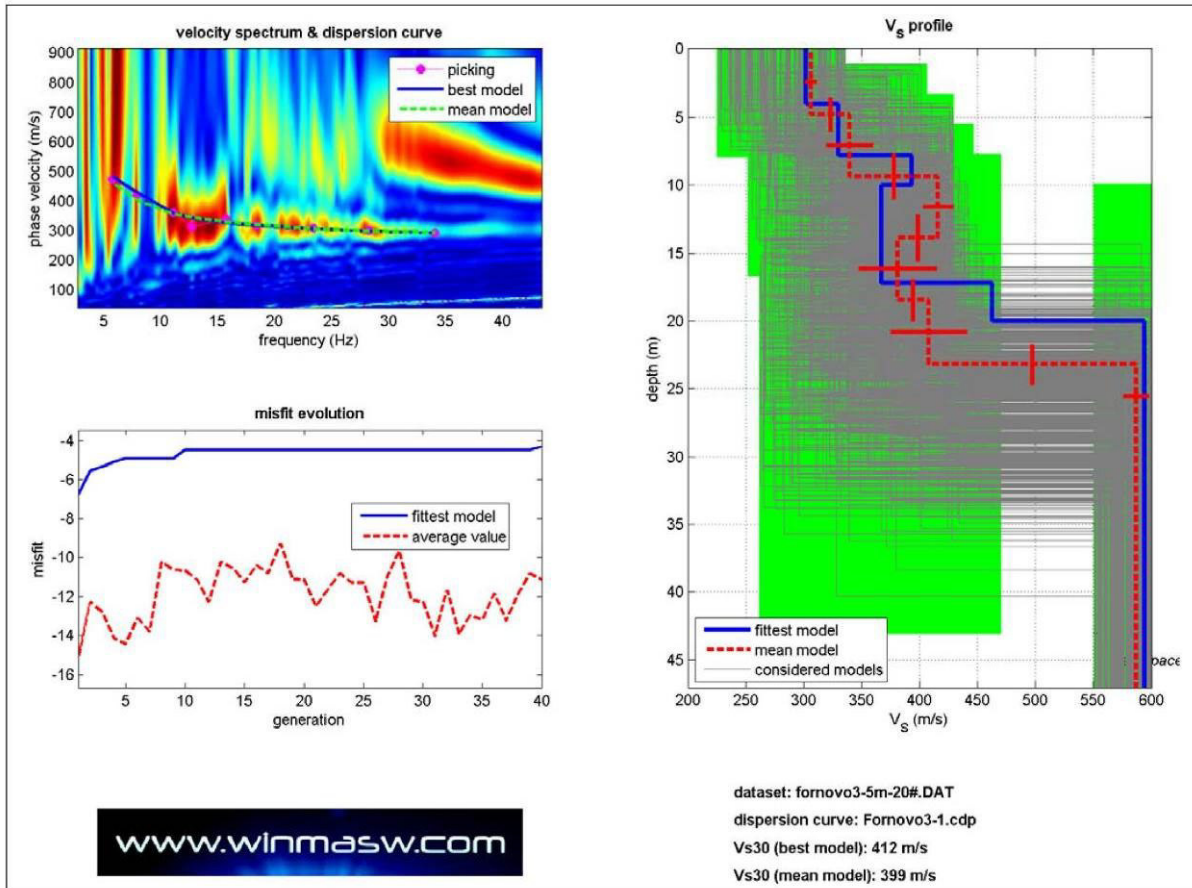 velocity spectrum & dispersion curve
900
800
700
600
500
400
300
200
100
phase velocity (m/s)
picking
best model
mean model
5 10 15 20 25 30 35 40
frequency (Hz)
misfit evolution
-4
-6
-8
-10
-12
-14
-16
misfit
fittest model
average value
5 10 15 20 25 30 35 40
generation
www.winmasw.com
VS profile
0
5
10
15
20
25
30
35
40
45
depth (m)
fittest model
mean model
considered models
pace
200 250 300 350 400 450 500 550 600
VS (m/s)
dataset: fornovo3-5m-20#.DAT
dispersion curve: Fornovo3-1.cdp
Vs30 (best model): 412 m/s
Vs30 (mean model): 399 m/s